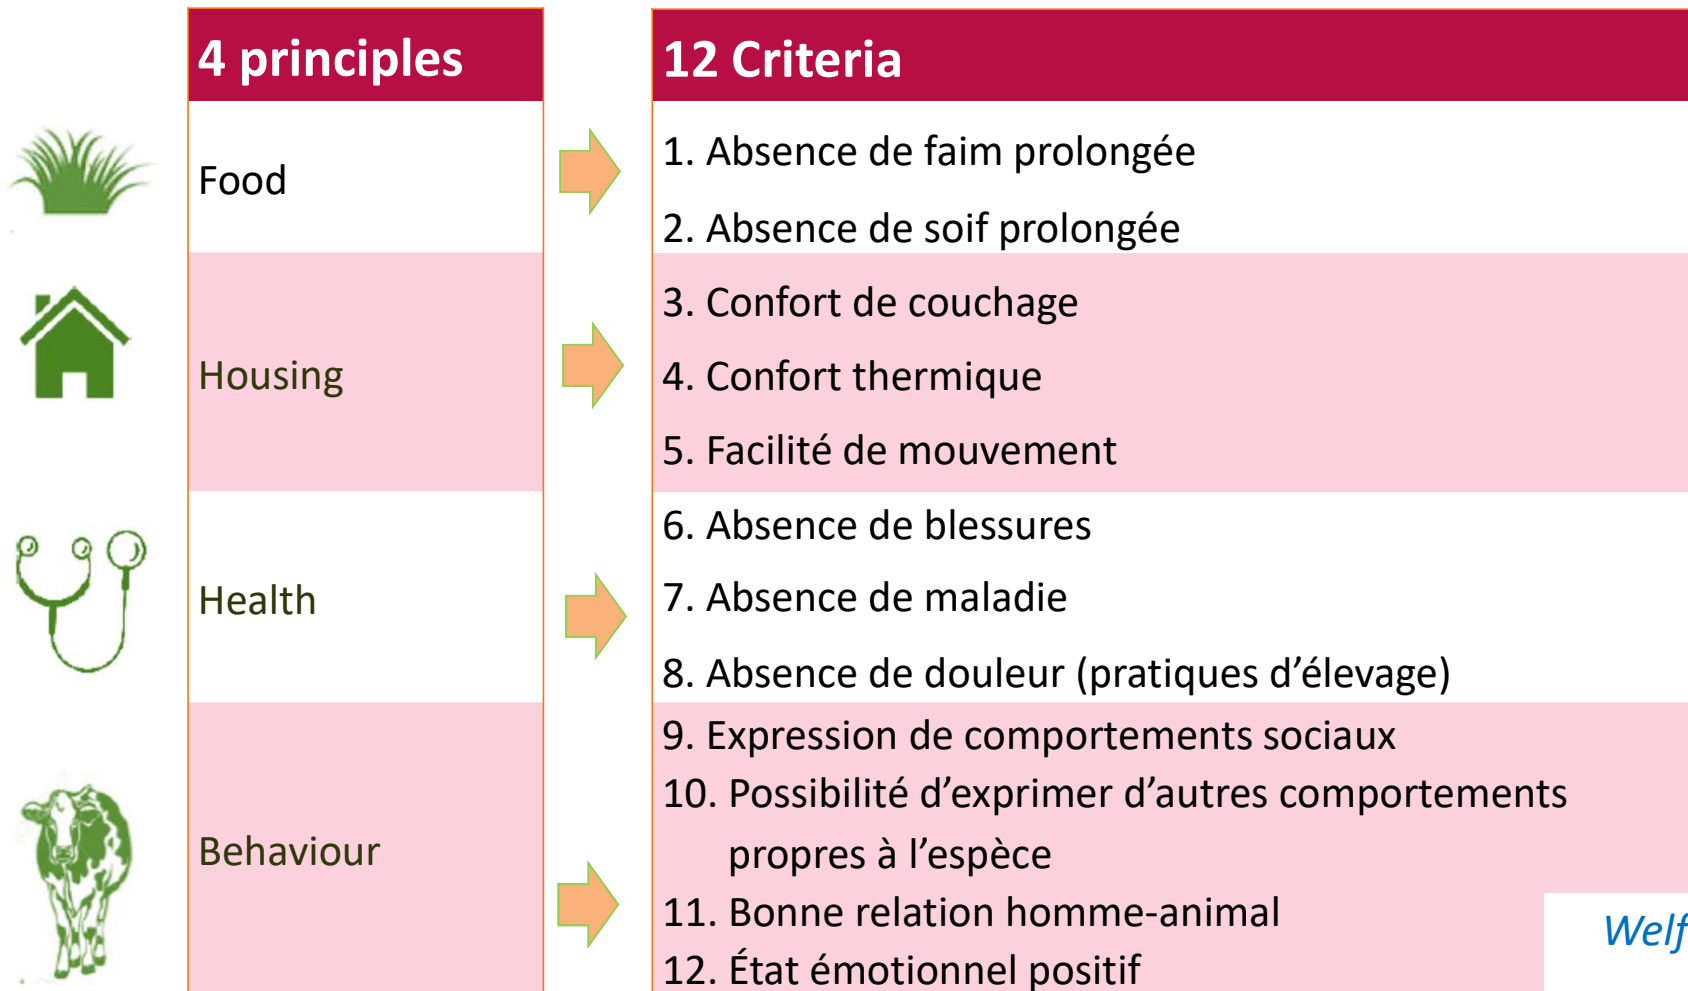 4 principles
12 Criteria
Food
1. Absence de faim prolongée
2. Absence de soif prolongée
Housing
3. Confort de couchage
4. Confort thermique
5. Facilité de mouvement
Health
6. Absence de blessures
7. Absence de maladie
8. Absence de douleur (pratiques d’élevage)
Behaviour
9. Expression de comportements sociaux
10. Possibilité d’exprimer d’autres comportements
propres à l’espèce
11. Bonne relation homme-animal
12. État émotionnel positif
Welf